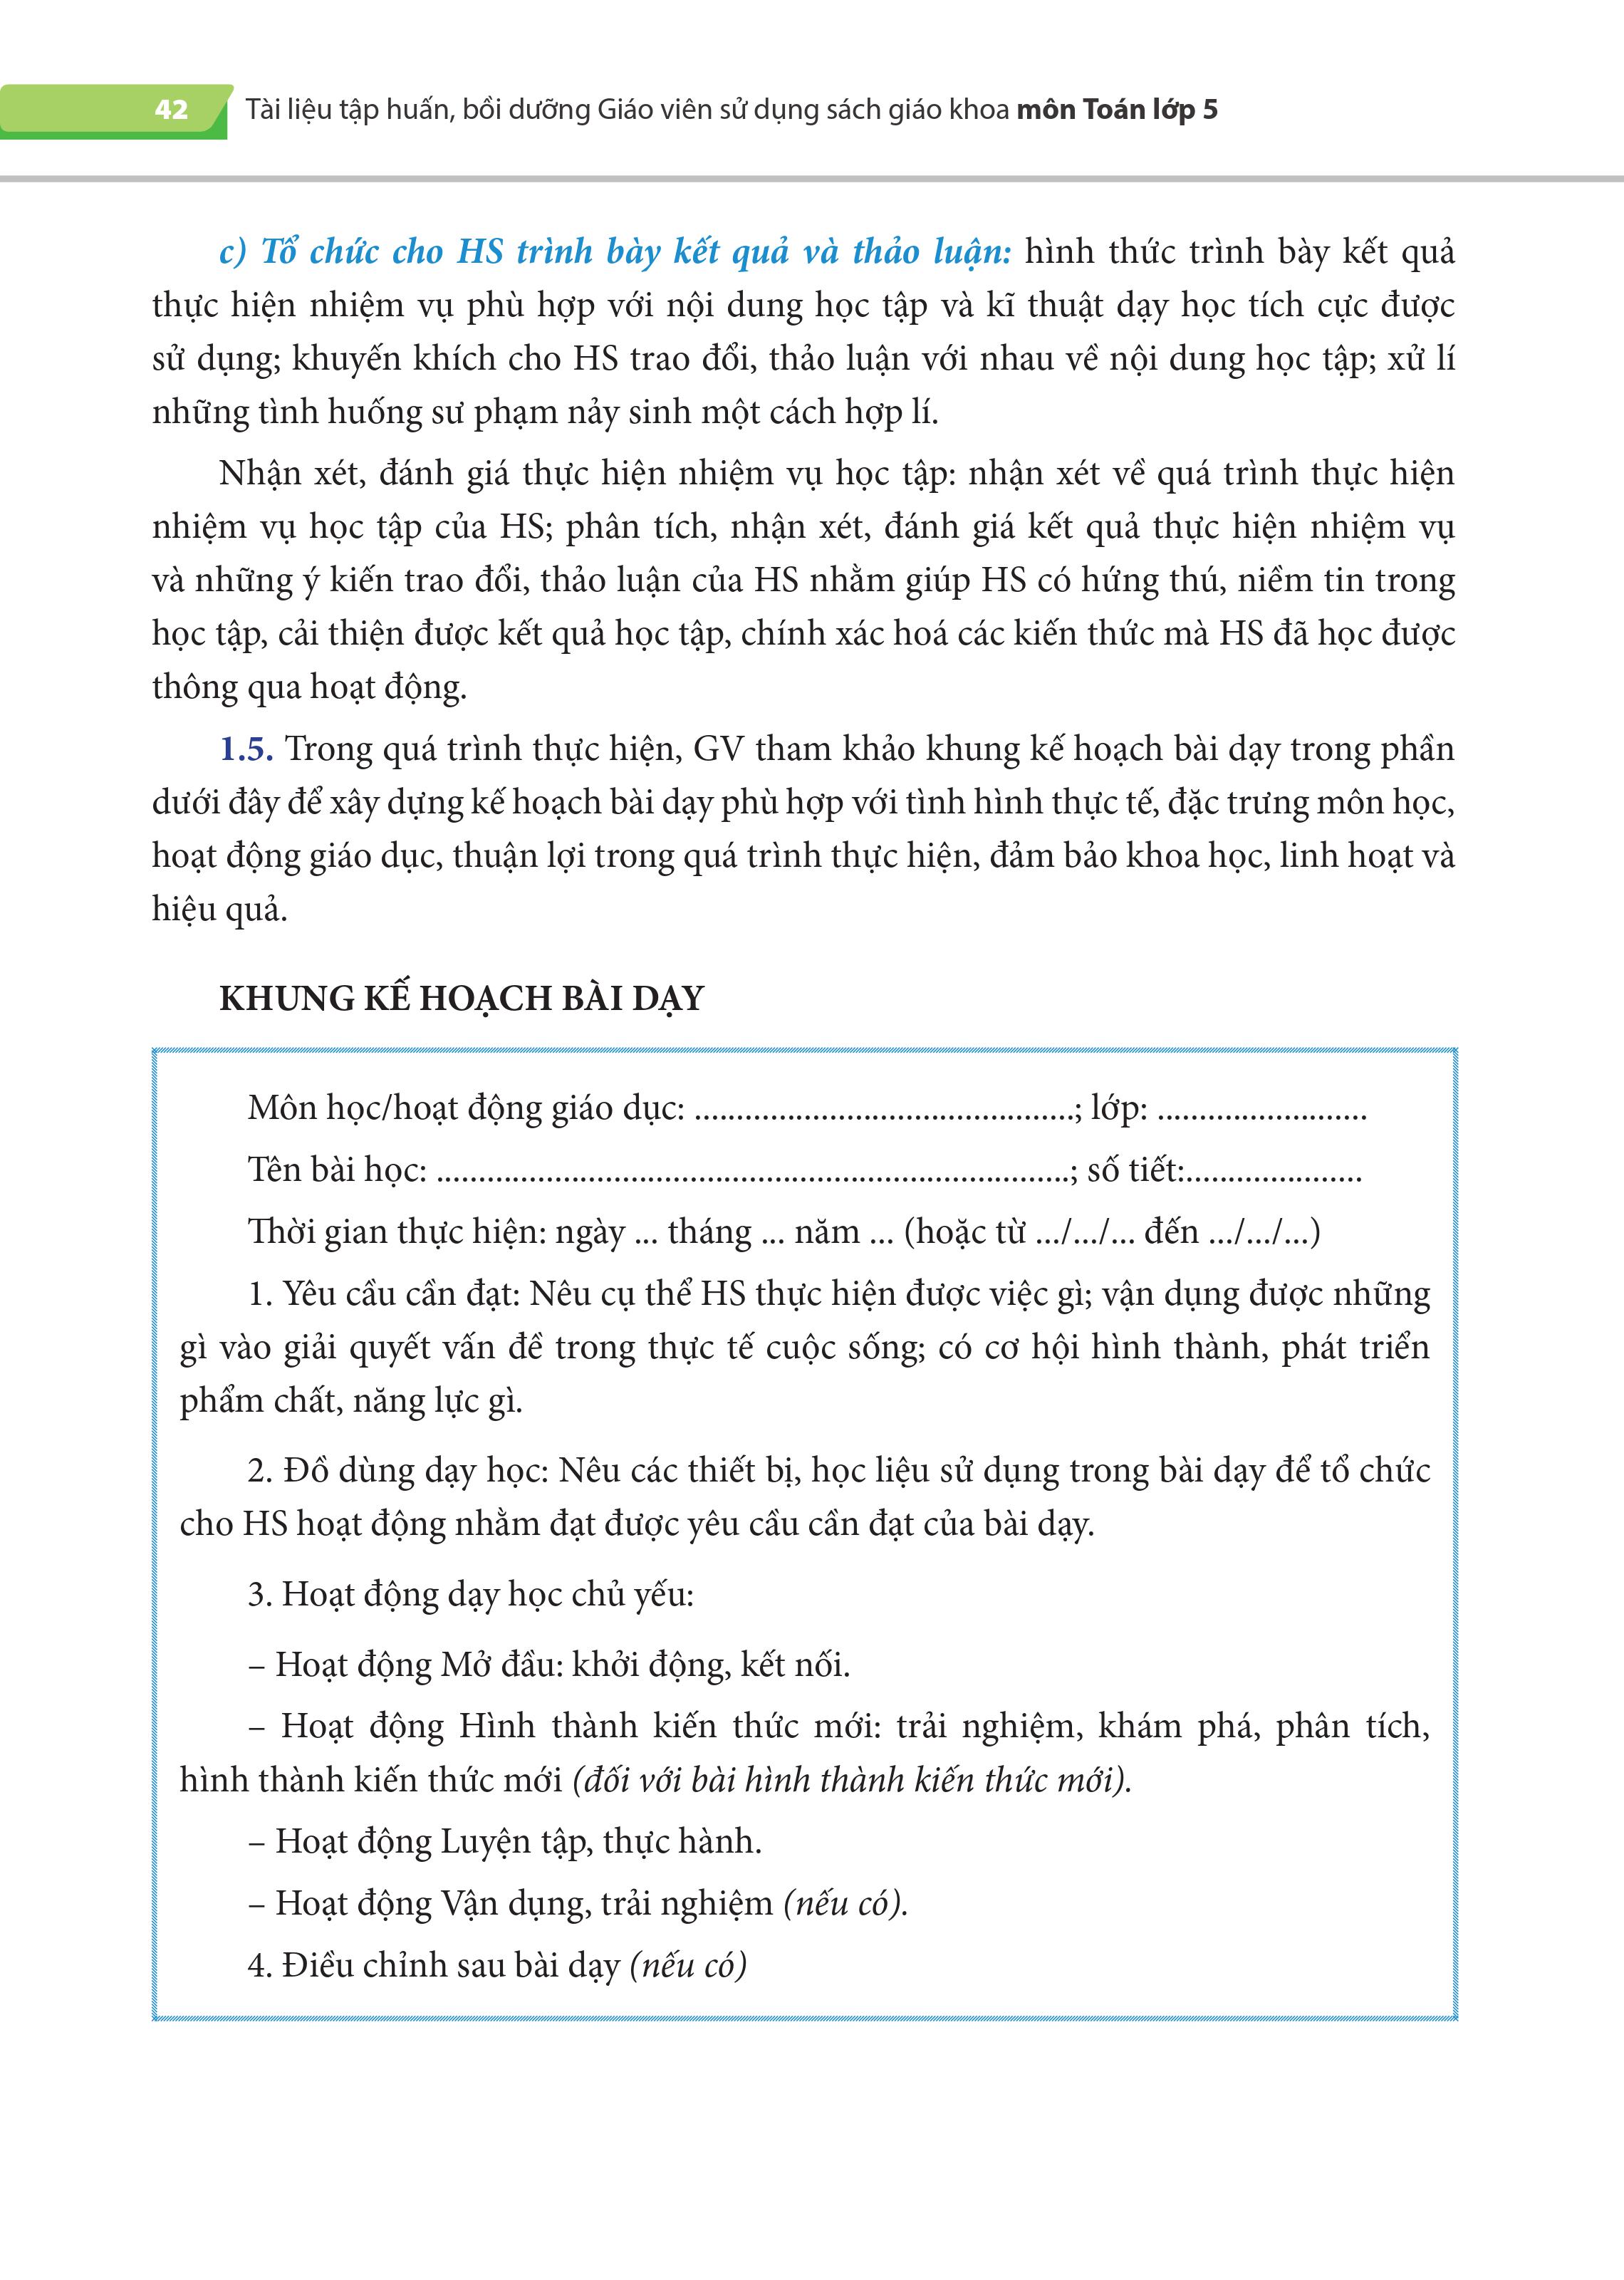 42
Tài liệu tập huấn, bồi dưỡng Giáo viên sử dụng sách giáo khoa môn Toán lớp 5
c) Tổ chức cho HS trình bày kết quả và thảo luận: hình thức trình bày kết quả
thực hiện nhiệm vụ phù hợp với nội dung học tập và kĩ thuật dạy học tích cực được
sử dụng; khuyến khích cho HS trao đổi, thảo luận với nhau về nội dung học tập; xử lí
những tình huống sư phạm nảy sinh một cách hợp lí.
Nhận xét, đánh giá thực hiện nhiệm vụ học tập: nhận xét về quá trình thực hiện
nhiệm vụ học tập của HS; phân tích, nhận xét, đánh giá kết quả thực hiện nhiệm vụ
và những ý kiến trao đổi, thảo luận của HS nhằm giúp HS có hứng thú, niềm tin trong
học tập, cải thiện được kết quả học tập, chính xác hoá các kiến thức mà HS đã học được
thông qua hoạt động.
1.5. Trong quá trình thực hiện, GV tham khảo khung kế hoạch bài dạy trong phần
dưới đây để xây dựng kế hoạch bài dạy phù hợp với tình hình thực tế, đặc trưng môn học,
hoạt động giáo dục, thuận lợi trong quá trình thực hiện, đảm bảo khoa học, linh hoạt và
hiệu quả.
KHUNG KẾ HOẠCH BÀI DẠY
Môn học/hoạt động giáo dục: .............................................; lớp: .........................
Tên bài học: ...........................................................................; số tiết:.....................
Thời gian thực hiện: ngày ... tháng ... năm ... (hoặc từ .../.../... đến .../.../...)
1. Yêu cầu cần đạt: Nêu cụ thể HS thực hiện được việc gì; vận dụng được những
gì vào giải quyết vấn đề trong thực tế cuộc sống; có cơ hội hình thành, phát triển
phẩm chất, năng lực gì.
2. Đồ dùng dạy học: Nêu các thiết bị, học liệu sử dụng trong bài dạy để tổ chức
cho HS hoạt động nhằm đạt được yêu cầu cần đạt của bài dạy.
3. Hoạt động dạy học chủ yếu:
– Hoạt động Mở đầu: khởi động, kết nối.
– Hoạt động Hình thành kiến thức mới: trải nghiệm, khám phá, phân tích,
hình thành kiến thức mới (đối với bài hình thành kiến thức mới).
– Hoạt động Luyện tập, thực hành.
– Hoạt động Vận dụng, trải nghiệm (nếu có).
4. Điều chỉnh sau bài dạy (nếu có)